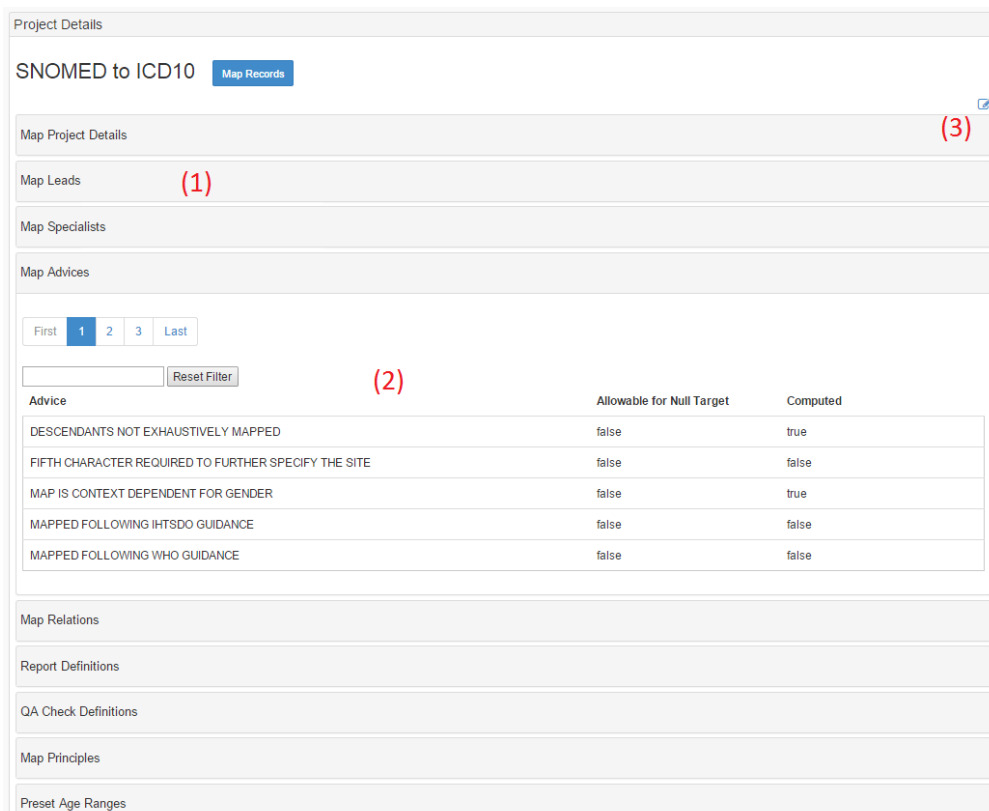 Project Details
SNOMED to ICD10 Map Records
Map Project Details (3)
Map Leads (1)
Map Specialists
Map Advices
First 1 2 3 Last
Reset Filter (2)
Advice Allowable for Null Target Computed
DESCENDANTS NOT EXHAUSTIVELY MAPPED false true
FIFTH CHARACTER REQUIRED TO FURTHER SPECIFY THE SITE false false
MAP IS CONTEXT DEPENDENT FOR GENDER false true
MAPPED FOLLOWING IHTSDO GUIDANCE false false
MAPPED FOLLOWING WHO GUIDANCE false false
Map Relations
Report Definitions
QA Check Definitions
Map Principles
Preset Age Ranges